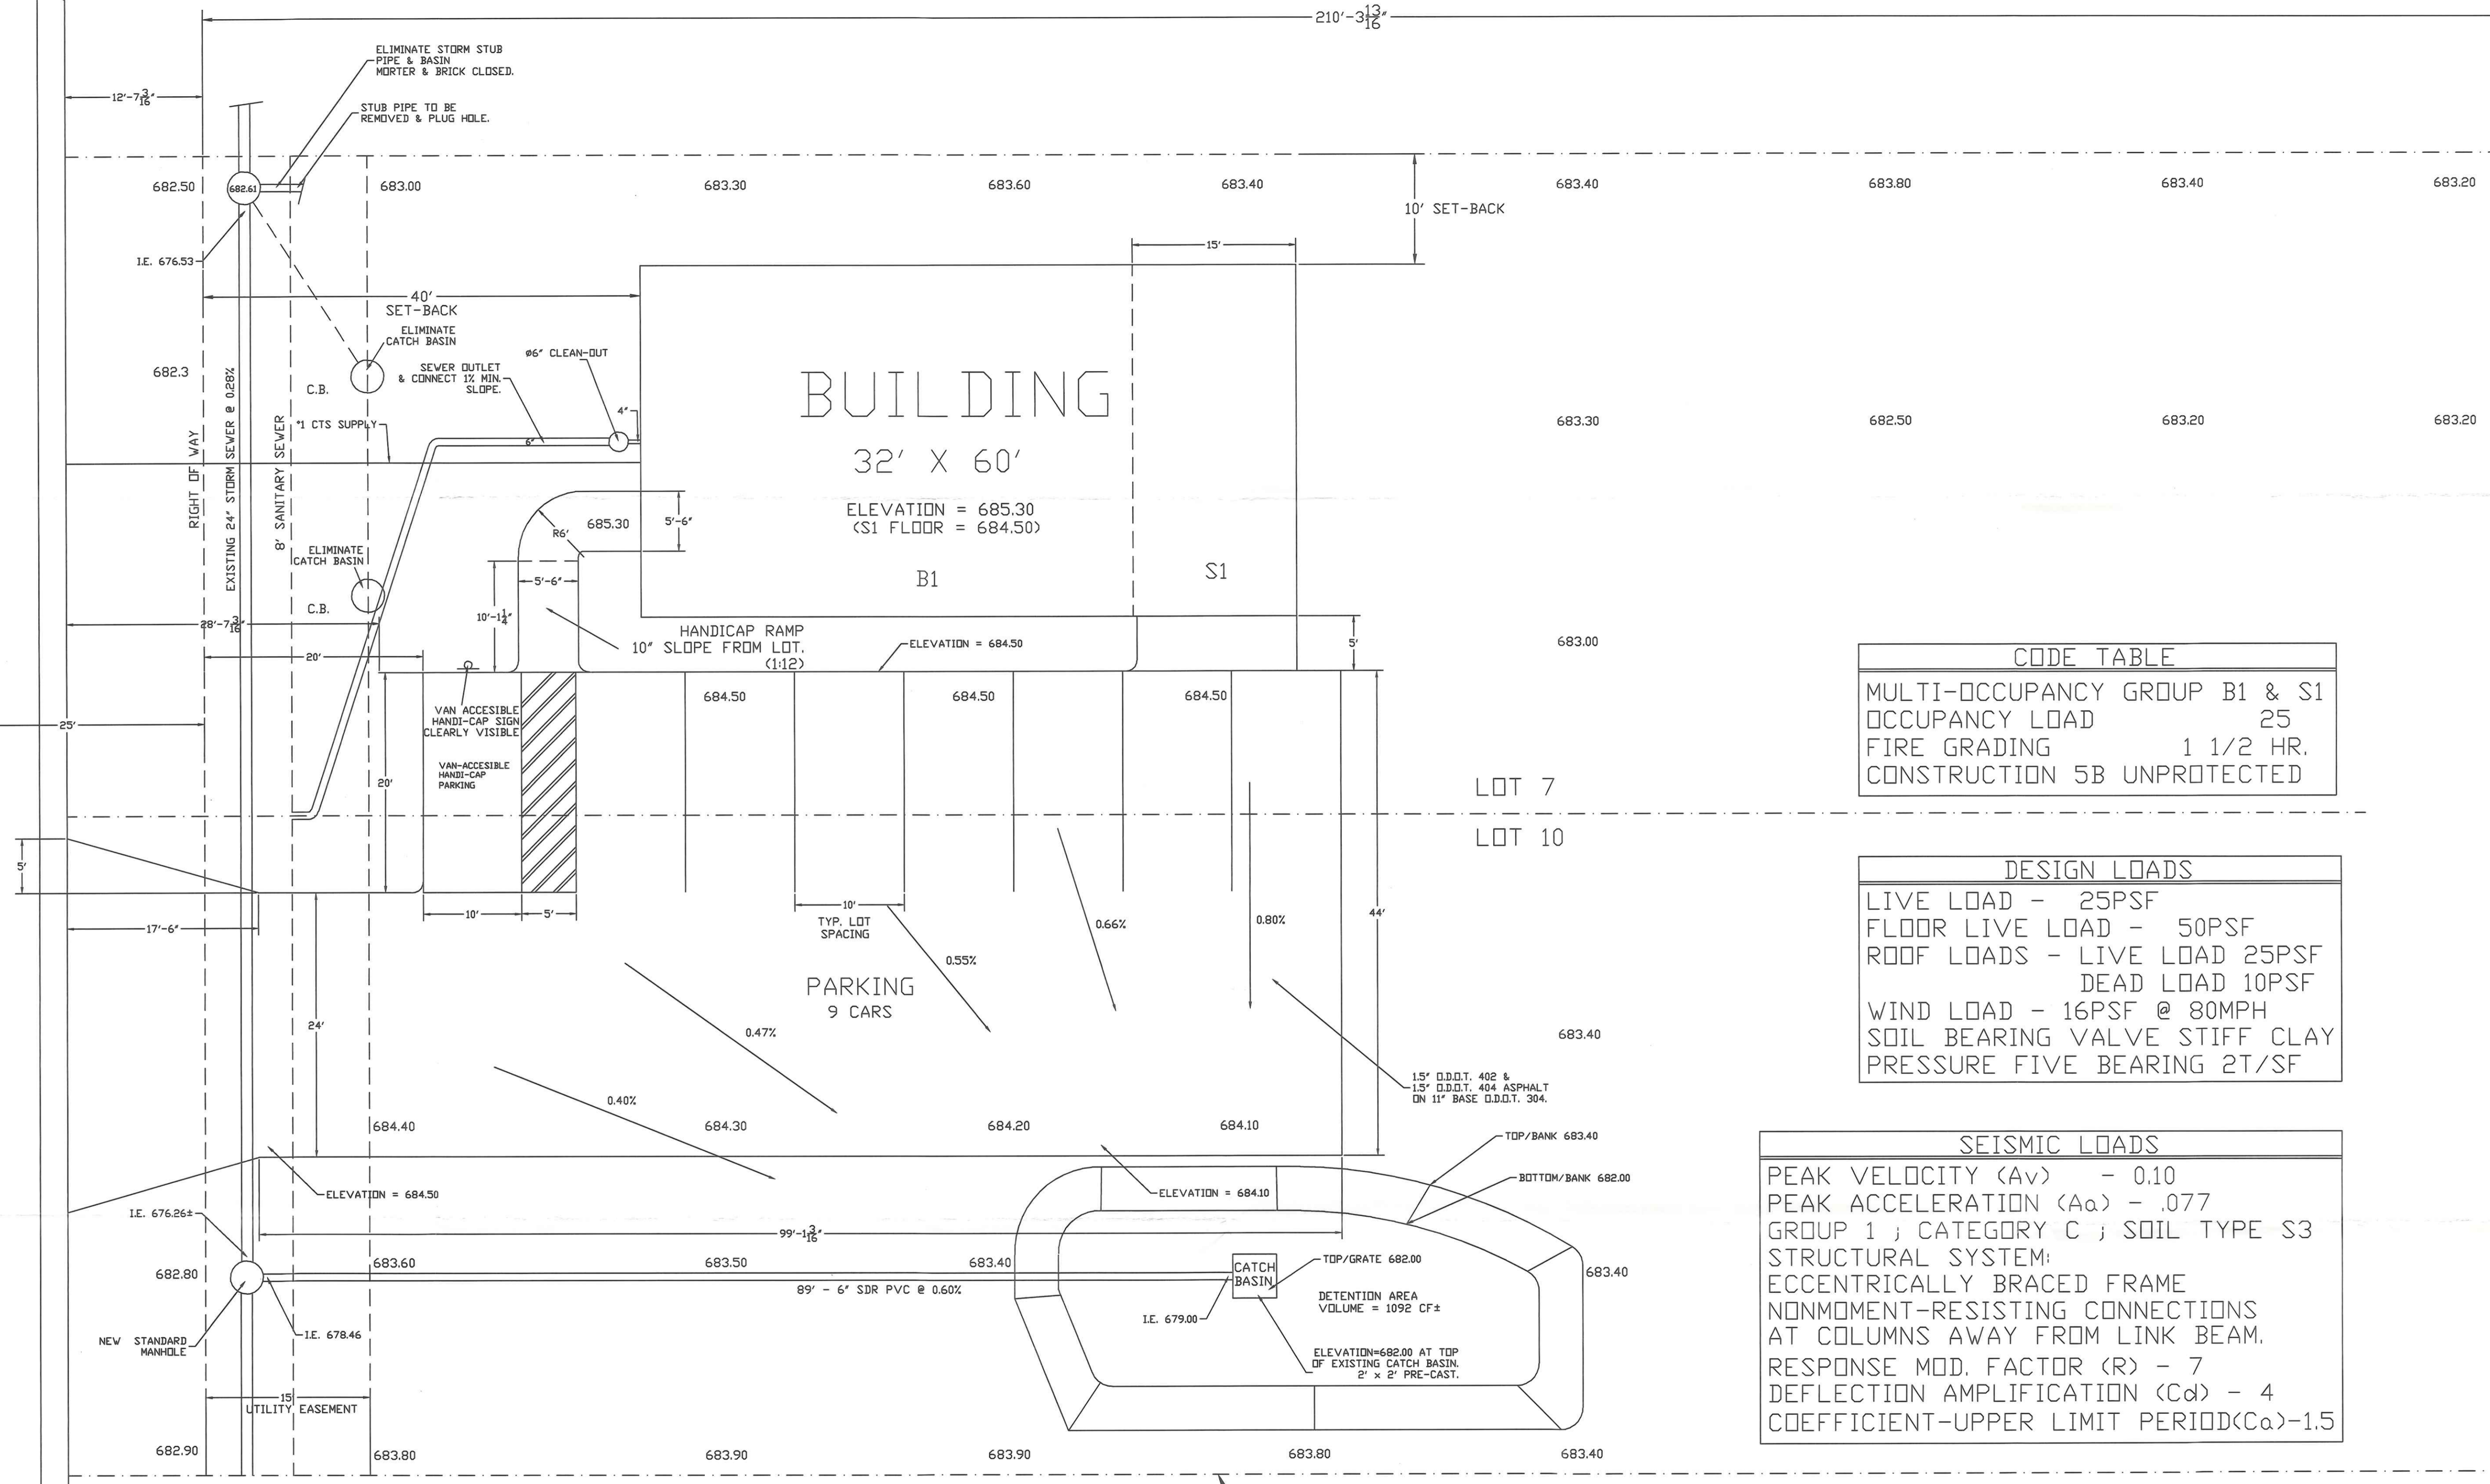 210'-3 13/16"
ELIMINATE STORM STUB
PIPE & BASIN
MORTER & BRICK CLOSED.
12'-7 3/16"
STUB PIPE TO BE
REMOVED & PLUG HOLE.
682.50
682.61
683.00
683.30
683.60
683.40
683.40
683.80
683.40
683.20
10' SET-BACK
15'
I.E. 676.53
40'
SET-BACK
ELIMINATE
CATCH BASIN
Ø6" CLEAN-OUT
SEWER OUTLET
& CONNECT 1% MIN.
SLOPE.
682.3
C.B.
4"
6"
"1 CTS SUPPLY
RIGHT OF WAY
EXISTING 24" STORM SEWER @ 0.28%
8' SANITARY SEWER
BUILDING
32' X 60'
ELEVATION = 685.30
(S1 FLOOR = 684.50)
B1
S1
683.30
682.50
683.20
683.20
685.30
5'-6"
R6'
ELIMINATE
CATCH BASIN
5'-6"
C.B.
10'-1 1/4"
28'-7 3/16"
HANDICAP RAMP
10" SLOPE FROM LOT.
(1:12)
ELEVATION = 684.50
5'
683.00
20'
684.50
684.50
684.50
25'
VAN ACCESIBLE
HANDI-CAP SIGN
CLEARLY VISIBLE
VAN-ACCESIBLE
HANDI-CAP
PARKING
20'
LOT 7
LOT 10
5'
10'
5'
10'
TYP. LOT
SPACING
17'-6"
0.66%
0.80%
44'
0.55%
PARKING
9 CARS
24'
0.47%
0.40%
683.40
1.5" O.D.O.T. 402 &
1.5" O.D.O.T. 404 ASPHALT
ON 11" BASE O.D.O.T. 304.
684.40
684.30
684.20
684.10
TOP/BANK 683.40
BOTTOM/BANK 682.00
ELEVATION = 684.50
ELEVATION = 684.10
I.E. 676.26±
99'-1 3/16"
682.80
683.60
683.50
683.40
CATCH
BASIN
TOP/GRATE 682.00
683.40
89' - 6" SDR PVC @ 0.60%
DETENTION AREA
VOLUME = 1092 CF±
I.E. 679.00
NEW STANDARD
MANHOLE
I.E. 678.46
ELEVATION=682.00 AT TOP
OF EXISTING CATCH BASIN.
2' x 2' PRE-CAST.
15'
UTILITY EASEMENT
682.90
683.80
683.90
683.90
683.80
683.40
CODE TABLE
MULTI-OCCUPANCY GROUP B1 & S1
OCCUPANCY LOAD 25
FIRE GRADING 1 1/2 HR.
CONSTRUCTION 5B UNPROTECTED
DESIGN LOADS
LIVE LOAD - 25PSF
FLOOR LIVE LOAD - 50PSF
ROOF LOADS - LIVE LOAD 25PSF
DEAD LOAD 10PSF
WIND LOAD - 16PSF @ 80MPH
SOIL BEARING VALVE STIFF CLAY
PRESSURE FIVE BEARING 2T/SF
SEISMIC LOADS
PEAK VELOCITY (Av) - 0.10
PEAK ACCELERATION (Aa) - .077
GROUP 1 ; CATEGORY C ; SOIL TYPE S3
STRUCTURAL SYSTEM:
ECCENTRICALLY BRACED FRAME
NONMOMENT-RESISTING CONNECTIONS
AT COLUMNS AWAY FROM LINK BEAM.
RESPONSE MOD. FACTOR (R) - 7
DEFLECTION AMPLIFICATION (Cd) - 4
COEFFICIENT-UPPER LIMIT PERIOD(Ca)-1.5